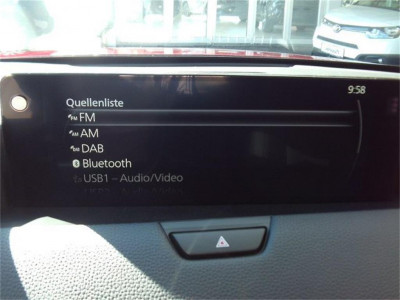 9:58
Quellenliste
FM
AM
DAB
Bluetooth
USB1 – Audio/Video